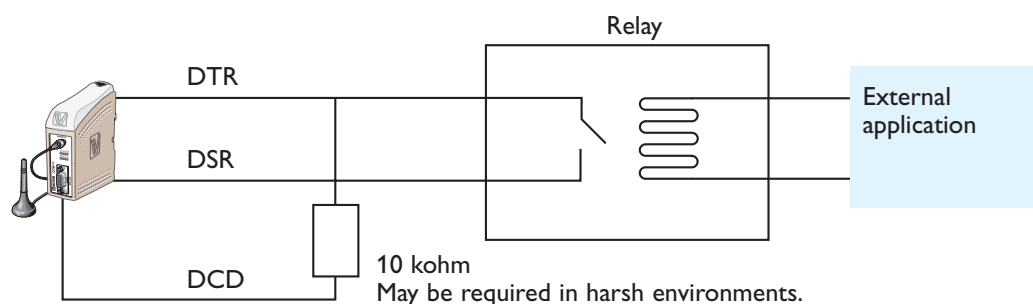 Relay
DTR
External
application
DSR
10 kohm
DCD
May be required in harsh environments.